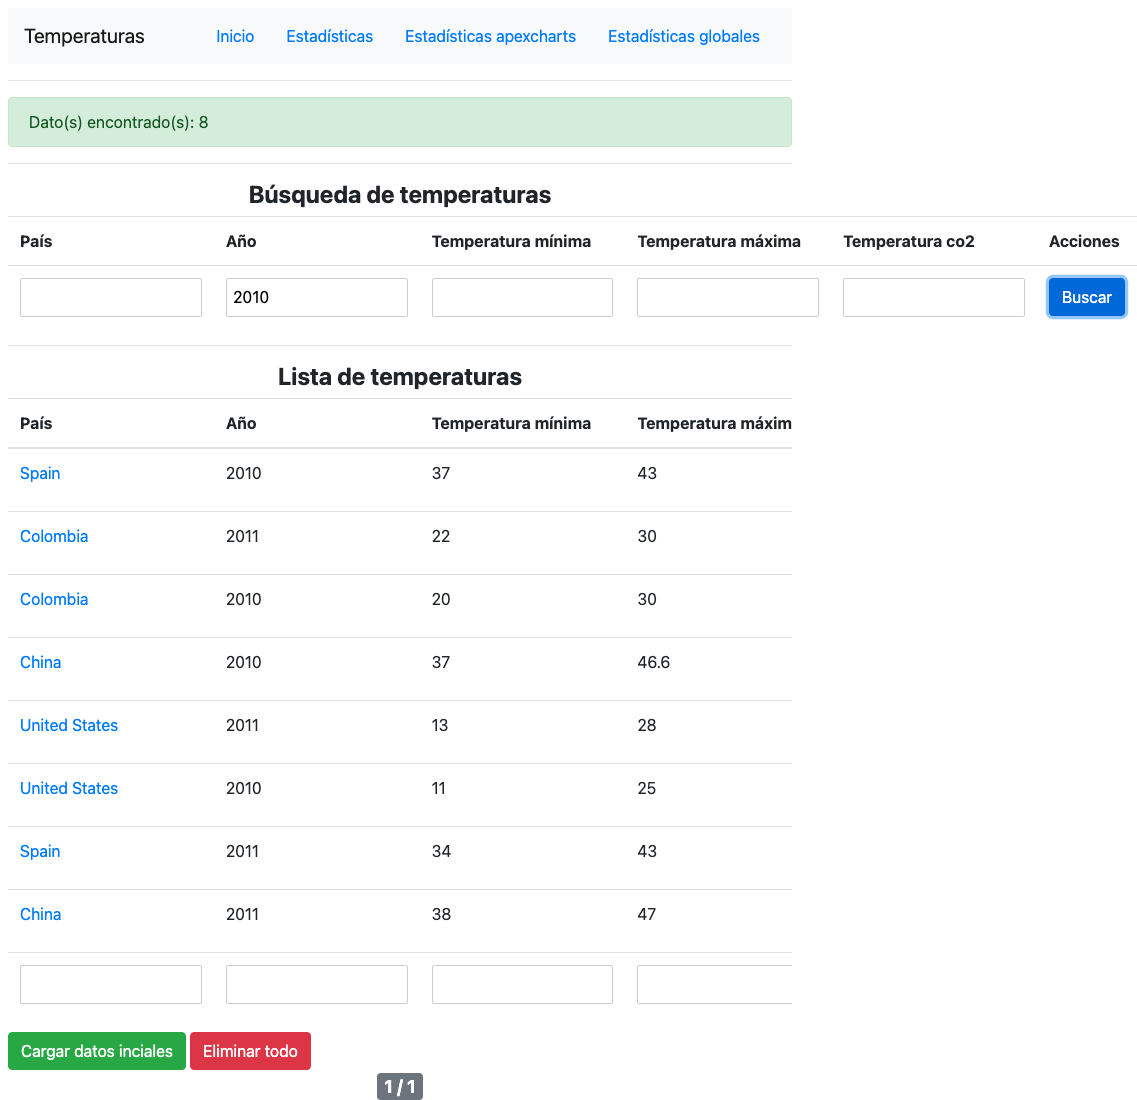 Temperaturas Inicio Estadísticas Estadísticas apexcharts Estadísticas globales
Dato(s) encontrado(s): 8
Búsqueda de temperaturas
País Año Temperatura mínima Temperatura máxima Temperatura co2 Acciones
2010 Buscar
Lista de temperaturas
País Año Temperatura mínima Temperatura máxim
Spain 2010 37 43
Colombia 2011 22 30
Colombia 2010 20 30
China 2010 37 46.6
United States 2011 13 28
United States 2010 11 25
Spain 2011 34 43
China 2011 38 47
Cargar datos inciales Eliminar todo
1 / 1